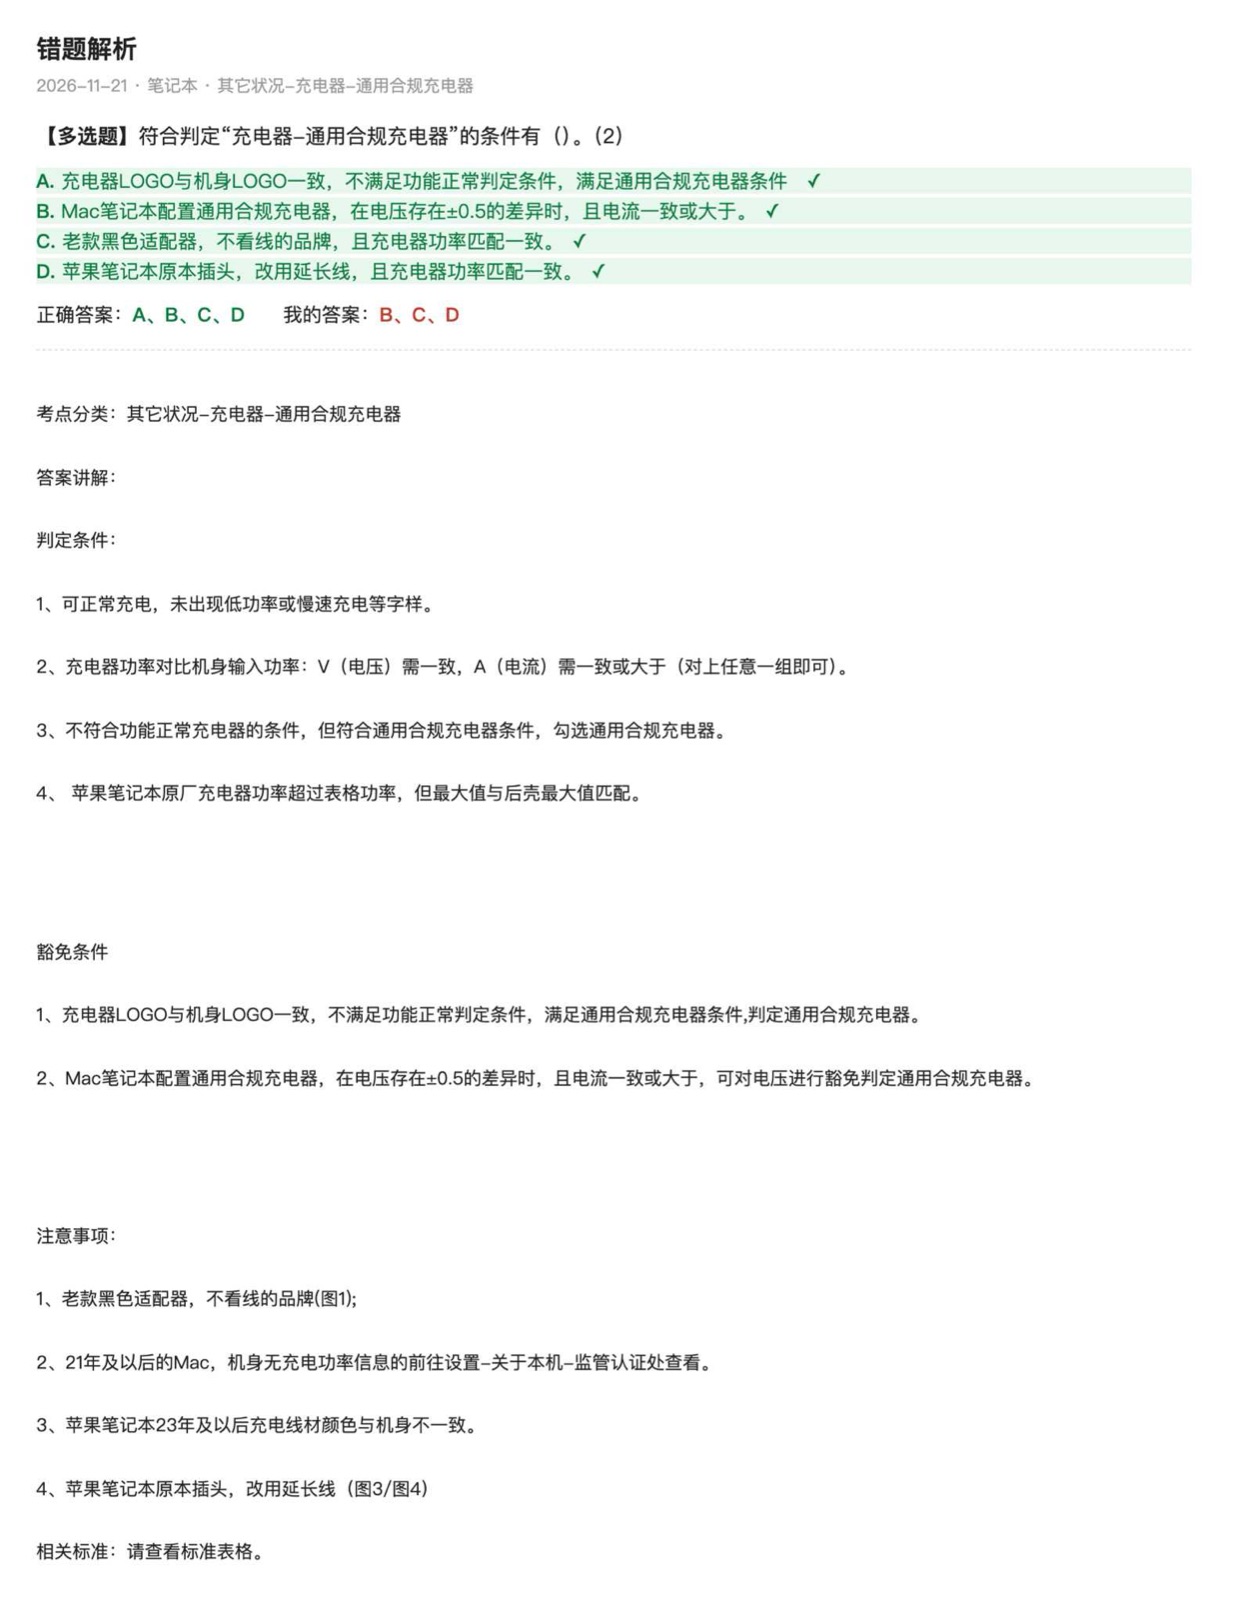 错题解析
2026-11-21 · 笔记本 · 其它状况-充电器-通用合规充电器
【多选题】符合判定“充电器-通用合规充电器”的条件有（）。（2）
A. 充电器LOGO与机身LOGO一致，不满足功能正常判定条件，满足通用合规充电器条件 ✓
B. Mac笔记本配置通用合规充电器，在电压存在±0.5的差异时，且电流一致或大于。 ✓
C. 老款黑色适配器，不看线的品牌，且充电器功率匹配一致。 ✓
D. 苹果笔记本原本插头，改用延长线，且充电器功率匹配一致。 ✓
正确答案：A、B、C、D 我的答案：B、C、D
考点分类：其它状况-充电器-通用合规充电器
答案讲解：
判定条件：
1、可正常充电，未出现低功率或慢速充电等字样。
2、充电器功率对比机身输入功率：V（电压）需一致，A（电流）需一致或大于（对上任意一组即可）。
3、不符合功能正常充电器的条件，但符合通用合规充电器条件，勾选通用合规充电器。
4、 苹果笔记本原厂充电器功率超过表格功率，但最大值与后壳最大值匹配。
豁免条件
1、充电器LOGO与机身LOGO一致，不满足功能正常判定条件，满足通用合规充电器条件,判定通用合规充电器。
2、Mac笔记本配置通用合规充电器，在电压存在±0.5的差异时，且电流一致或大于，可对电压进行豁免判定通用合规充电器。
注意事项：
1、老款黑色适配器，不看线的品牌(图1);
2、21年及以后的Mac，机身无充电功率信息的前往设置-关于本机-监管认证处查看。
3、苹果笔记本23年及以后充电线材颜色与机身不一致。
4、苹果笔记本原本插头，改用延长线（图3/图4）
相关标准：请查看标准表格。